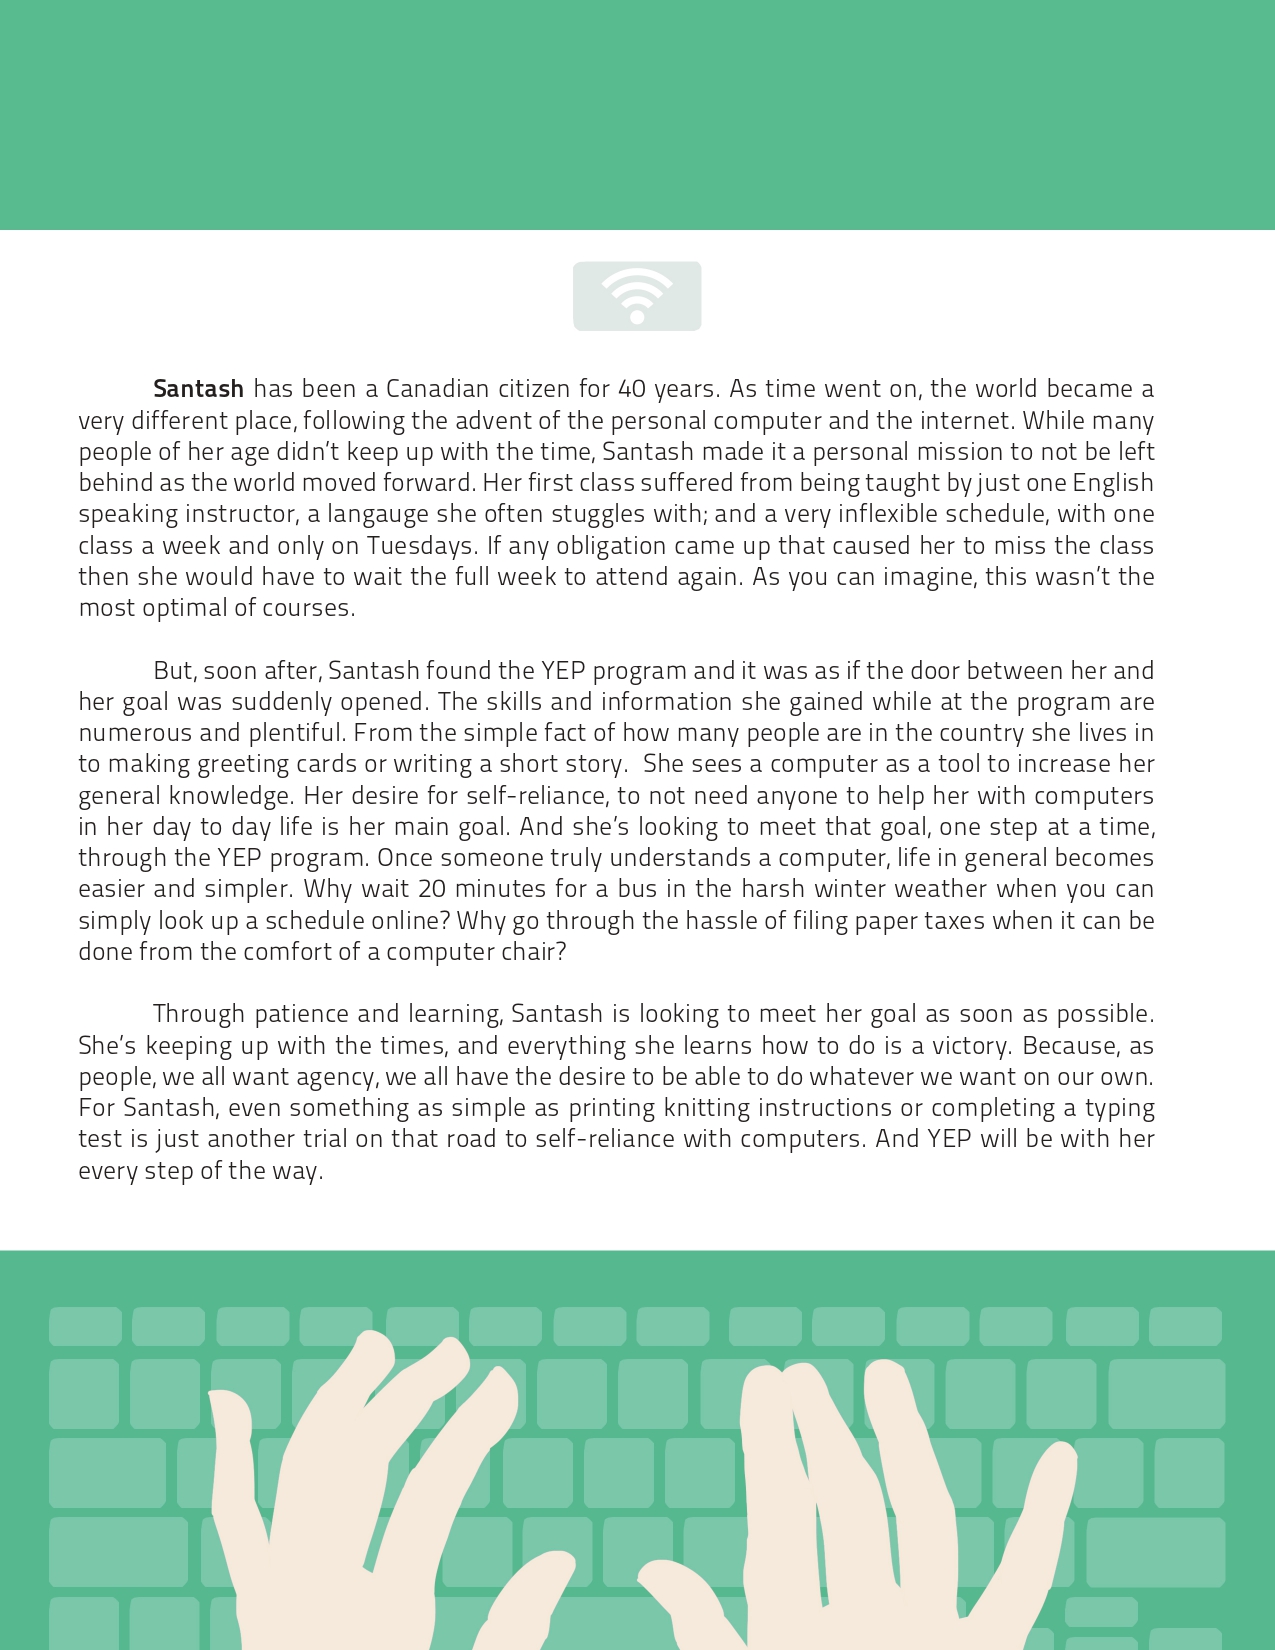 Santash has been a Canadian citizen for 40 years. As time went on, the world became a
very different place, following the advent of the personal computer and the internet. While many
people of her age didn’t keep up with the time, Santash made it a personal mission to not be left
behind as the world moved forward. Her first class suffered from being taught by just one English
speaking instructor, a langauge she often stuggles with; and a very inflexible schedule, with one
class a week and only on Tuesdays. If any obligation came up that caused her to miss the class
then she would have to wait the full week to attend again. As you can imagine, this wasn’t the
most optimal of courses.
But, soon after, Santash found the YEP program and it was as if the door between her and
her goal was suddenly opened. The skills and information she gained while at the program are
numerous and plentiful. From the simple fact of how many people are in the country she lives in
to making greeting cards or writing a short story.  She sees a computer as a tool to increase her
general knowledge. Her desire for self-reliance, to not need anyone to help her with computers
in her day to day life is her main goal. And she’s looking to meet that goal, one step at a time,
through the YEP program. Once someone truly understands a computer, life in general becomes
easier and simpler. Why wait 20 minutes for a bus in the harsh winter weather when you can
simply look up a schedule online? Why go through the hassle of filing paper taxes when it can be
done from the comfort of a computer chair?
Through patience and learning, Santash is looking to meet her goal as soon as possible.
She’s keeping up with the times, and everything she learns how to do is a victory. Because, as
people, we all want agency, we all have the desire to be able to do whatever we want on our own.
For Santash, even something as simple as printing knitting instructions or completing a typing
test is just another trial on that road to self-reliance with computers. And YEP will be with her
every step of the way.